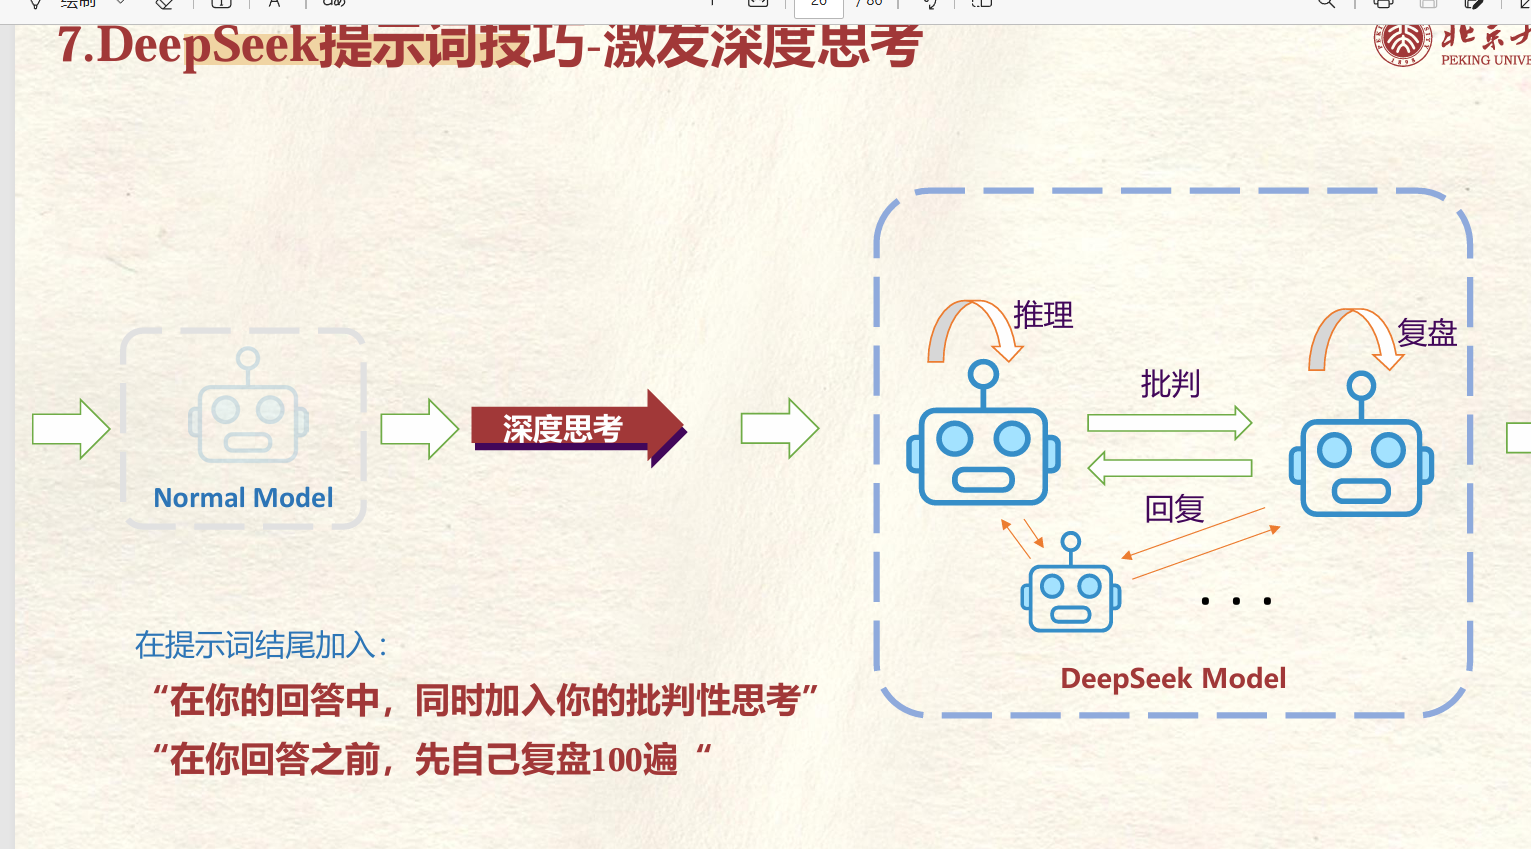 绘制
A
aあ
20
/ 80
7.DeepSeek提示词技巧-激发深度思考
PEKING UNIVE
1898
推理
复盘
批判
深度思考
Normal Model
回复
在提示词结尾加入：
DeepSeek Model
“在你的回答中，同时加入你的批判性思考”
“在你回答之前，先自己复盘100遍“